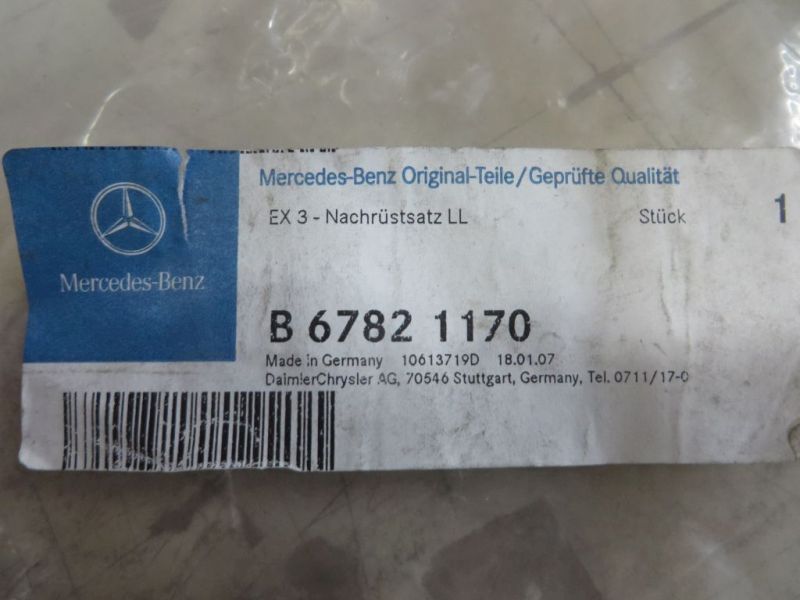 Mercedes-Benz
Mercedes-Benz Original-Teile/Geprüfte Qualität
EX 3 - Nachrüstsatz LL Stück 1
B 6782 1170
Made in Germany 10613719D 18.01.07
DaimlerChrysler AG, 70546 Stuttgart, Germany, Tel. 0711/17-0